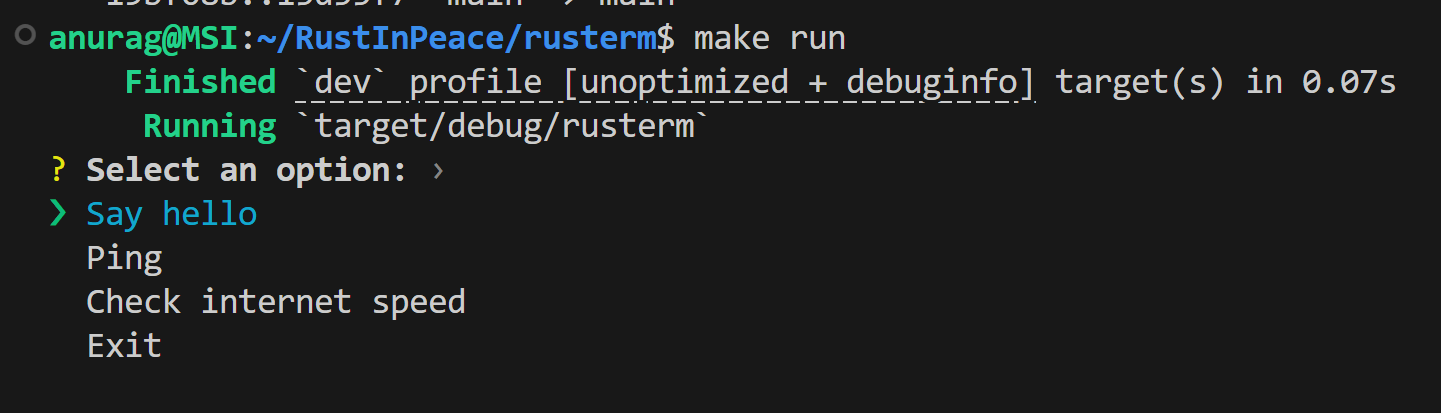 anurag@MSI:~/RustInPeace/rusterm$ make run
Finished `dev` profile [unoptimized + debuginfo] target(s) in 0.07s
Running `target/debug/rusterm`
? Select an option: ›
❯ Say hello
Ping
Check internet speed
Exit